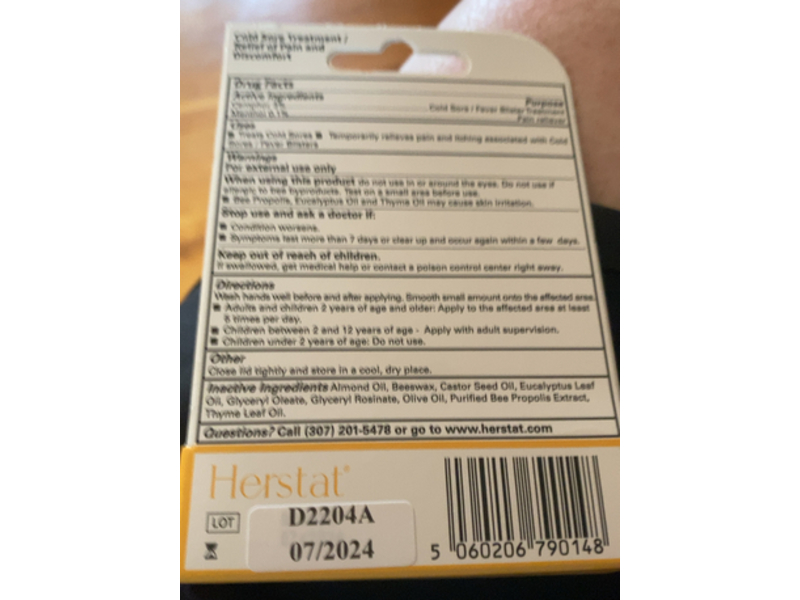 Cold Sore Treatment /
Relief of Pain and
Discomfort
Drug Facts
Active Ingredients Purpose
Camphor 3% Cold Sore / Fever Blister Treatment
Menthol 0.1% Pain reliever
Uses
■ Treats Cold Sores ■ Temporarily relieves pain and itching associated with Cold
Sores / Fever Blisters
Warnings
For external use only
When using this product do not use in or around the eyes. Do not use if
allergic to bee byproducts. Test on a small area before use.
■ Bee Propolis, Eucalyptus Oil and Thyme Oil may cause skin irritation.
Stop use and ask a doctor if:
■ Condition worsens.
■ Symptoms last more than 7 days or clear up and occur again within a few days.
Keep out of reach of children.
If swallowed, get medical help or contact a poison control center right away.
Directions
Wash hands well before and after applying. Smooth small amount onto the affected area.
■ Adults and children 2 years of age and older: Apply to the affected area at least
5 times per day.
■ Children between 2 and 12 years of age - Apply with adult supervision.
■ Children under 2 years of age: Do not use.
Other
Close lid tightly and store in a cool, dry place.
Inactive Ingredients Almond Oil, Beeswax, Castor Seed Oil, Eucalyptus Leaf
Oil, Glyceryl Oleate, Glyceryl Rosinate, Olive Oil, Purified Bee Propolis Extract,
Thyme Leaf Oil.
Questions? Call (307) 201-5478 or go to www.herstat.com
Herstat®
LOT D2204A
07/2024
5 060206 790148